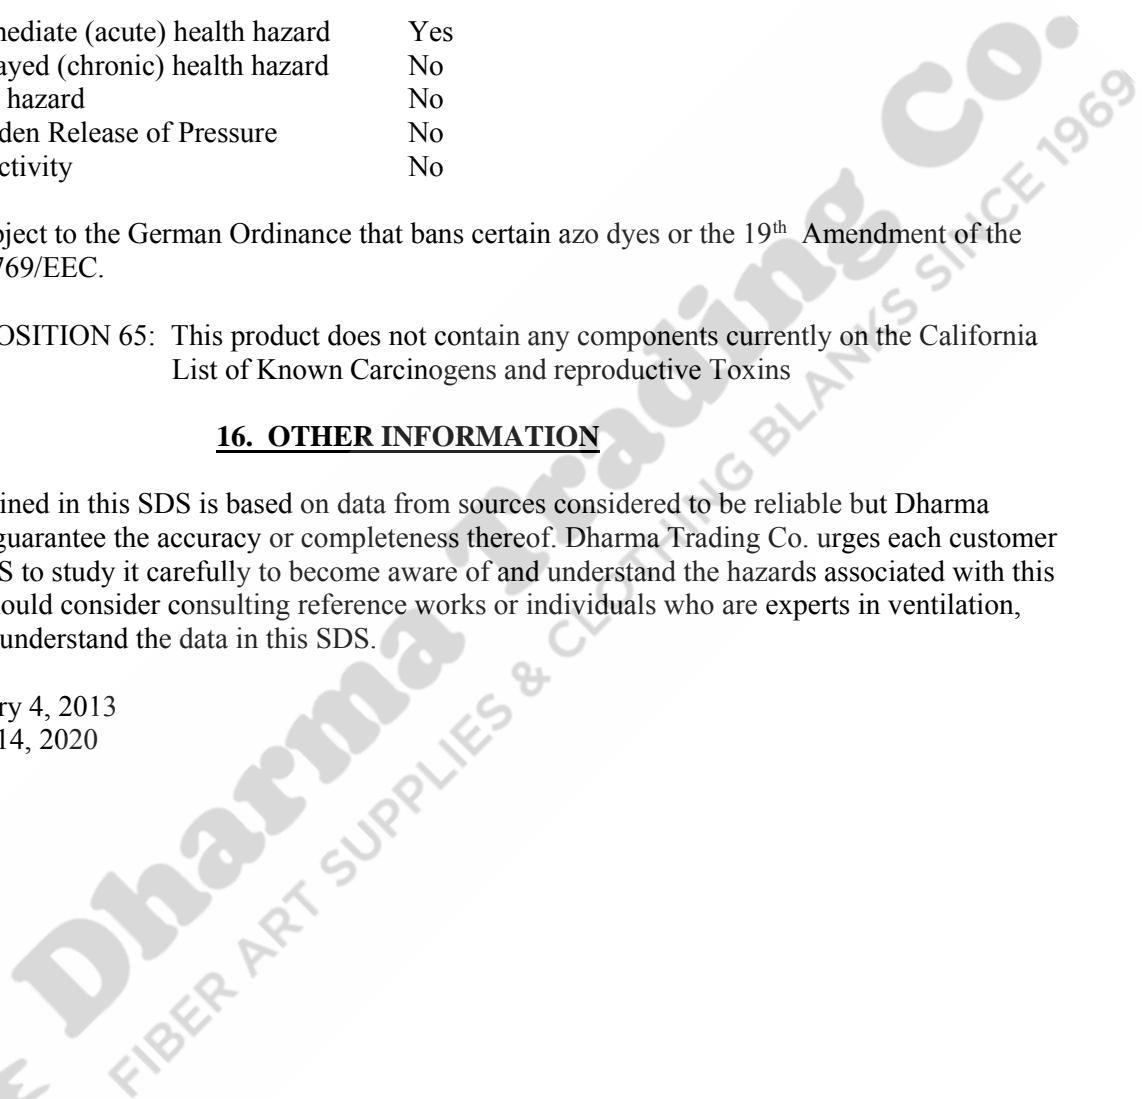 mediate (acute) health hazard Yes
ayed (chronic) health hazard No
hazard No
den Release of Pressure No
ctivity No
bject to the German Ordinance that bans certain azo dyes or the 19th Amendment of the
769/EEC.
OSITION 65: This product does not contain any components currently on the California
List of Known Carcinogens and reproductive Toxins
16. OTHER INFORMATION
ined in this SDS is based on data from sources considered to be reliable but Dharma
guarantee the accuracy or completeness thereof. Dharma Trading Co. urges each customer
S to study it carefully to become aware of and understand the hazards associated with this
hould consider consulting reference works or individuals who are experts in ventilation,
understand the data in this SDS.
ry 4, 2013
14, 2020
Dharma Trading Co.
FIBER ART SUPPLIES & CLOTHING BLANKS SINCE 1969